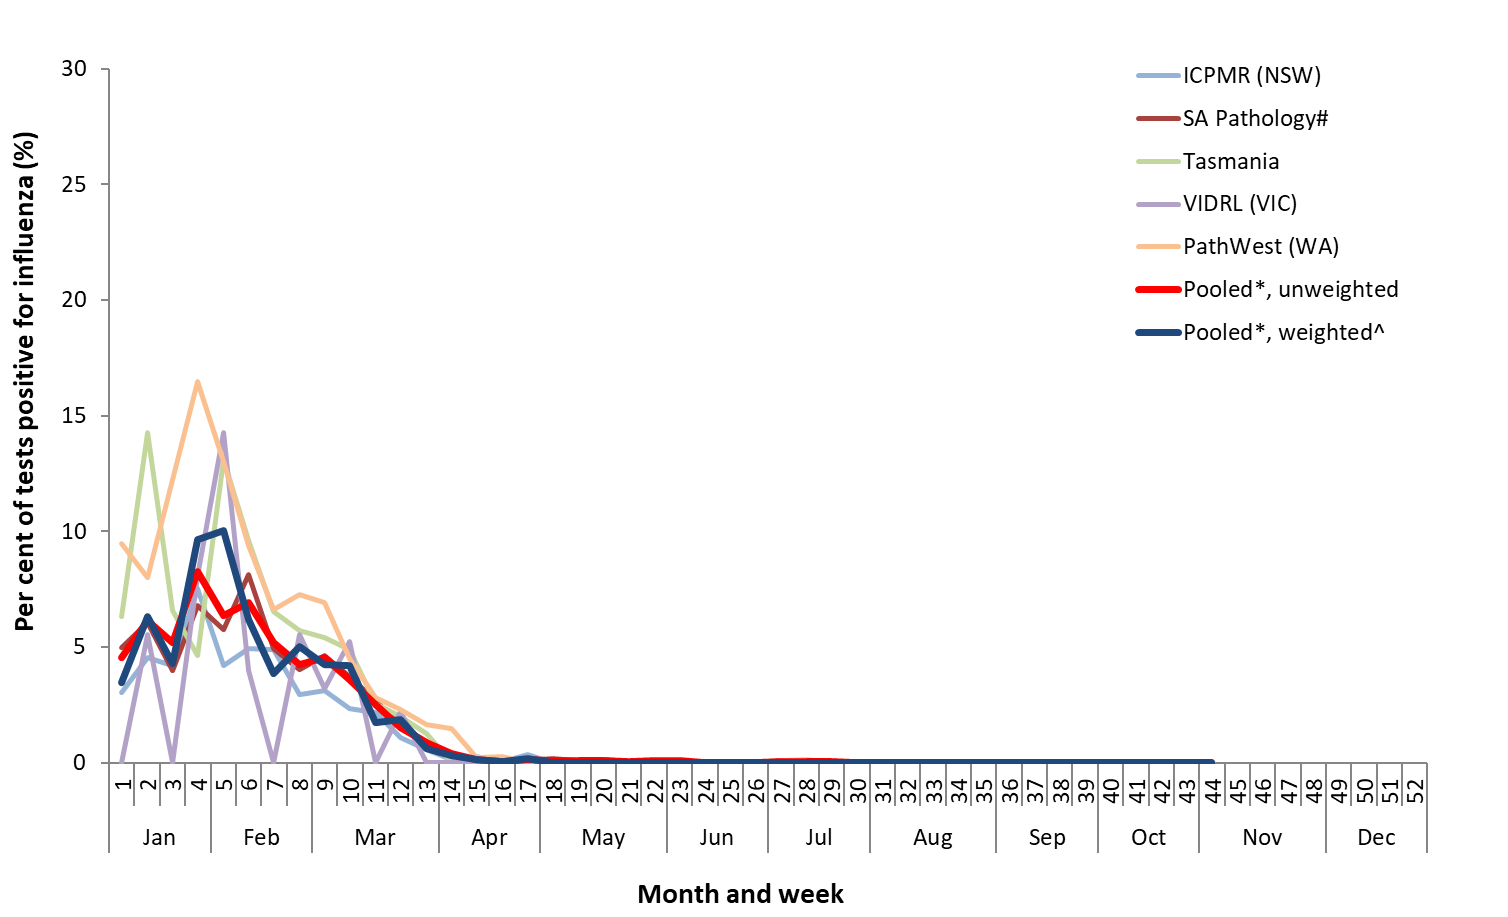 30
25
20
15
10
5
0
Per cent of tests positive for influenza (%)
ICPMR (NSW)
SA Pathology#
Tasmania
VIDRL (VIC)
PathWest (WA)
Pooled*, unweighted
Pooled*, weighted^
1 2 3 4 5 6 7 8 9 10 11 12 13 14 15 16 17 18 19 20 21 22 23 24 25 26 27 28 29 30 31 32 33 34 35 36 37 38 39 40 41 42 43 44 45 46 47 48 49 50 51 52
Jan Feb Mar Apr May Jun Jul Aug Sep Oct Nov Dec
Month and week